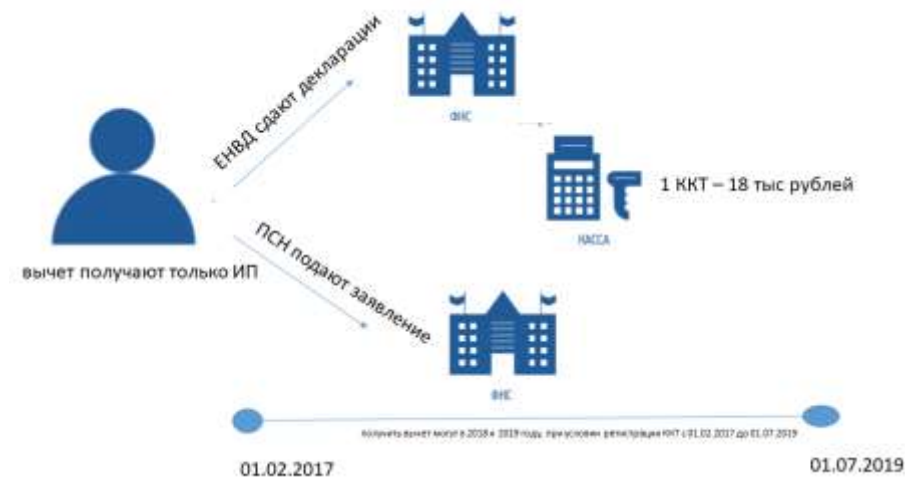 ЕНВД сдают декларации
ФНС
1 ККТ – 18 тыс рублей
КАССА
вычет получают только ИП
ПСН подают заявление
ФНС
получить вычет могут в 2018 и 2019 году, при условии регистрации ККТ с 01.02.2017 до 01.07.2019
01.02.2017
01.07.2019